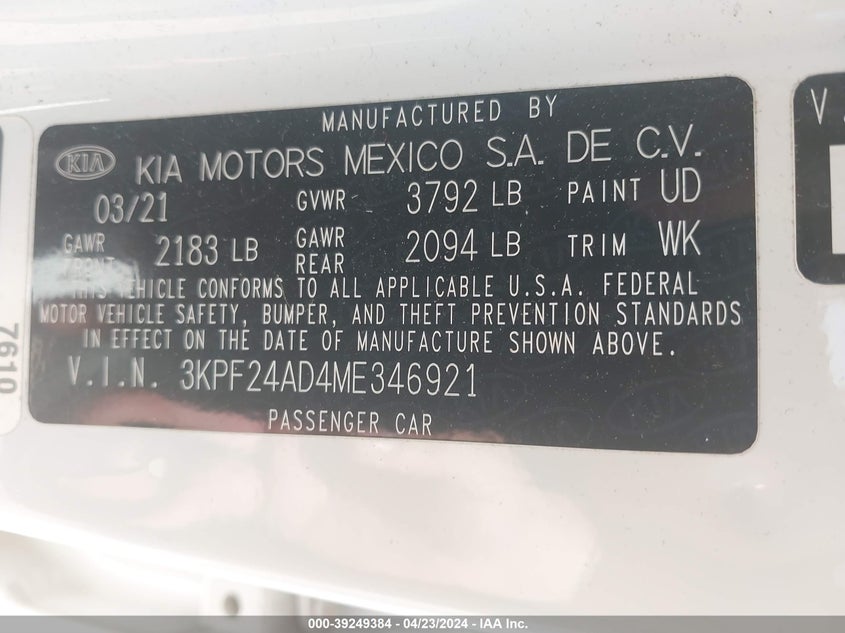 MANUFACTURED BY
KIA KIA MOTORS MEXICO S.A. DE C.V.
03/21 GVWR 3792 LB PAINT UD
GAWR FRONT 2183 LB GAWR REAR 2094 LB TRIM WK
THIS VEHICLE CONFORMS TO ALL APPLICABLE U.S.A. FEDERAL
MOTOR VEHICLE SAFETY, BUMPER, AND THEFT PREVENTION STANDARDS
IN EFFECT ON THE DATE OF MANUFACTURE SHOWN ABOVE.
V.I.N. 3KPF24AD4ME346921
PASSENGER CAR
7610
V.
000-39249384 / 04/23/2024 - IAA Inc.